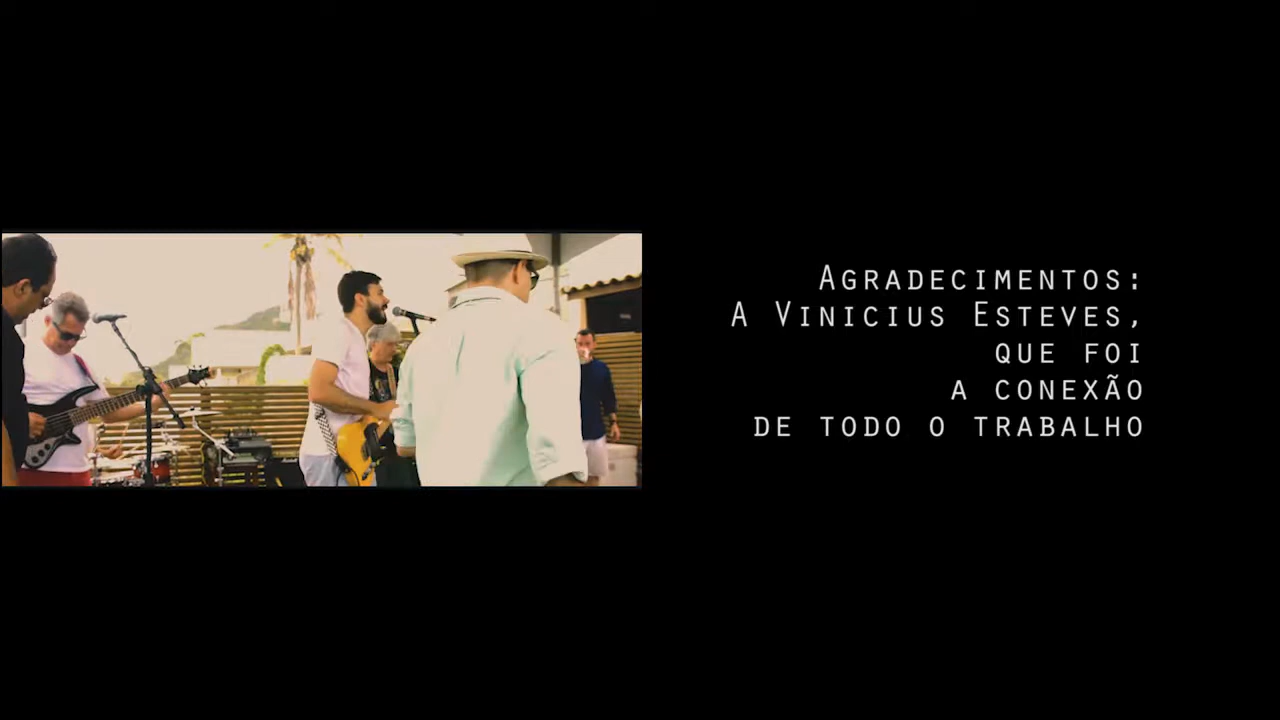 AGRADECIMENTOS:
A VINICIUS ESTEVES,
QUE FOI
A CONEXÃO
DE TODO O TRABALHO